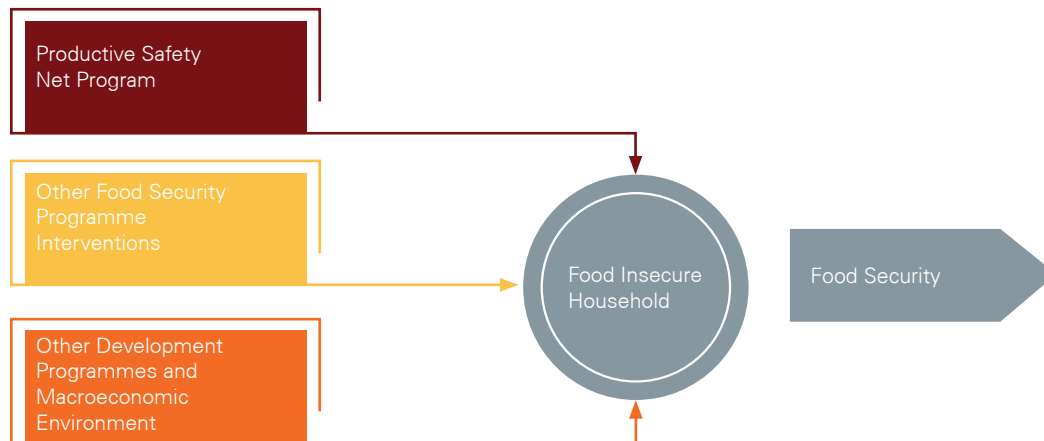 Productive Safety
Net Program
Other Food Security
Programme
Interventions
Other Development
Programmes and
Macroeconomic
Environment
Food Insecure
Household
Food Security